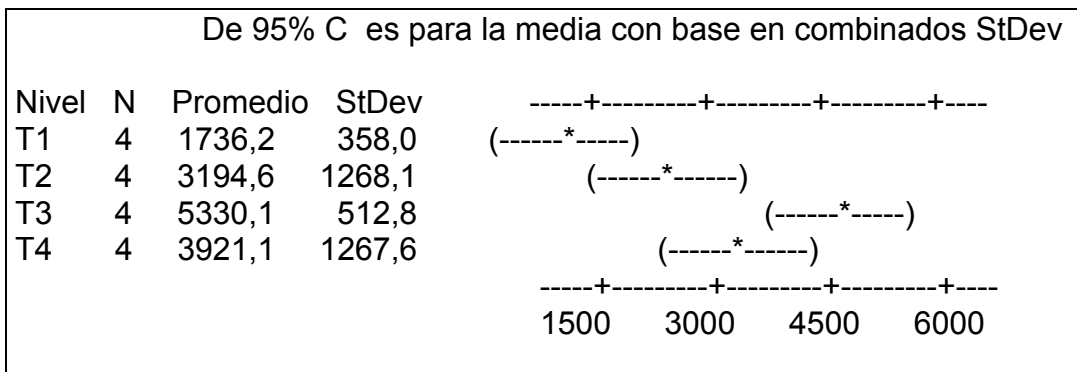 De 95% C es para la media con base en combinados StDev
Nivel N Promedio StDev -----+---------+---------+---------+----
T1 4 1736,2 358,0 (------*-----)
T2 4 3194,6 1268,1 (------*------)
T3 4 5330,1 512,8 (------*-----)
T4 4 3921,1 1267,6 (------*------)
-----+---------+---------+---------+----
1500 3000 4500 6000